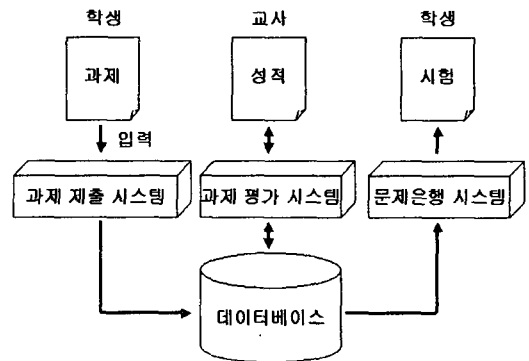 학생 교사 학생
과제 성적 시험
입력
과제 제출 시스템 과제 평가 시스템 문제은행 시스템
데이터베이스